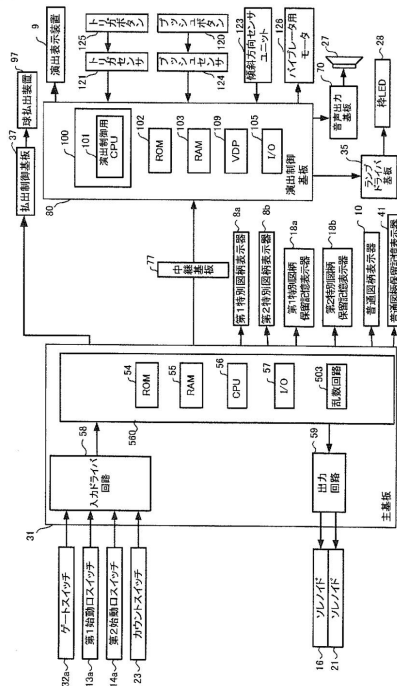 9
演出表示装置
97
球払出装置
37
払出制御基板
125
トリガボタン
121
トリガセンサ
120
プッシュボタン
124
プッシュセンサ
123
傾斜方向センサ
ユニット
126
バイブレータ用
モータ
27
70
音声出力
基板
28
枠LED
35
ランプ
ドライバ
基板
80
100
101
演出制御用
CPU
102
ROM
103
RAM
109
VDP
105
I/O
演出制御基板
77
中継基板
8a
第1特別図柄表示器
8b
第2特別図柄表示器
18a
第1特別図柄
保留記憶表示器
18b
第2特別図柄
保留記憶表示器
10
普通図柄表示器
41
普通図柄保留記憶表示器
31
58
入力ドライバ
回路
560
54
ROM
55
RAM
56
CPU
57
I/O
503
乱数回路
59
出力
回路
主基板
32a
ゲートスイッチ
13a
第1始動口スイッチ
14a
第2始動口スイッチ
23
カウントスイッチ
16
ソレノイド
21
ソレノイド